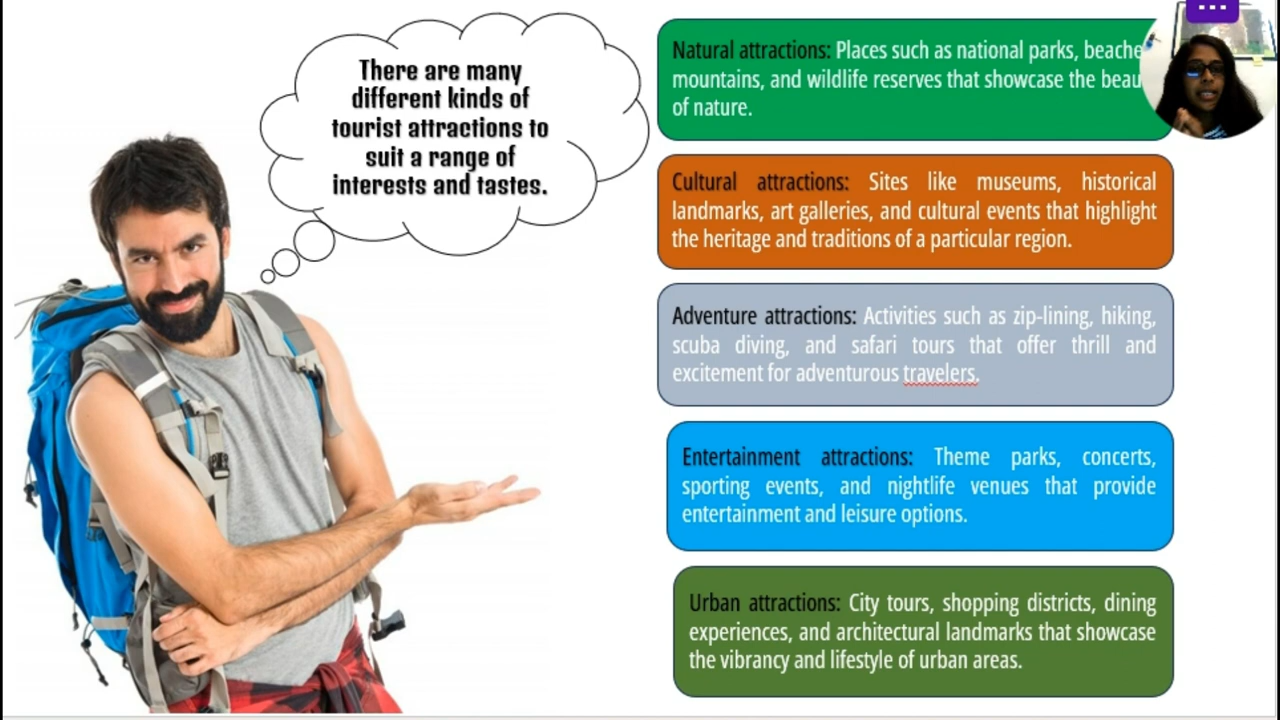 There are many
different kinds of
tourist attractions to
suit a range of
interests and tastes.
Natural attractions: Places such as national parks,
mountains, and wildlife reserves that showcase the
of nature.
Cultural attractions: Sites like museums, historical
landmarks, art galleries, and cultural events that highlight
the heritage and traditions of a particular region.
Adventure attractions: Activities such as zip-lining, hiking,
scuba diving, and safari tours that offer thrill and
excitement for adventurous travelers.
Entertainment attractions: Theme parks, concerts,
sporting events, and nightlife venues that provide
entertainment and leisure options.
Urban attractions: City tours, shopping districts, dining
experiences, and architectural landmarks that showcase
the vibrancy and lifestyle of urban areas.